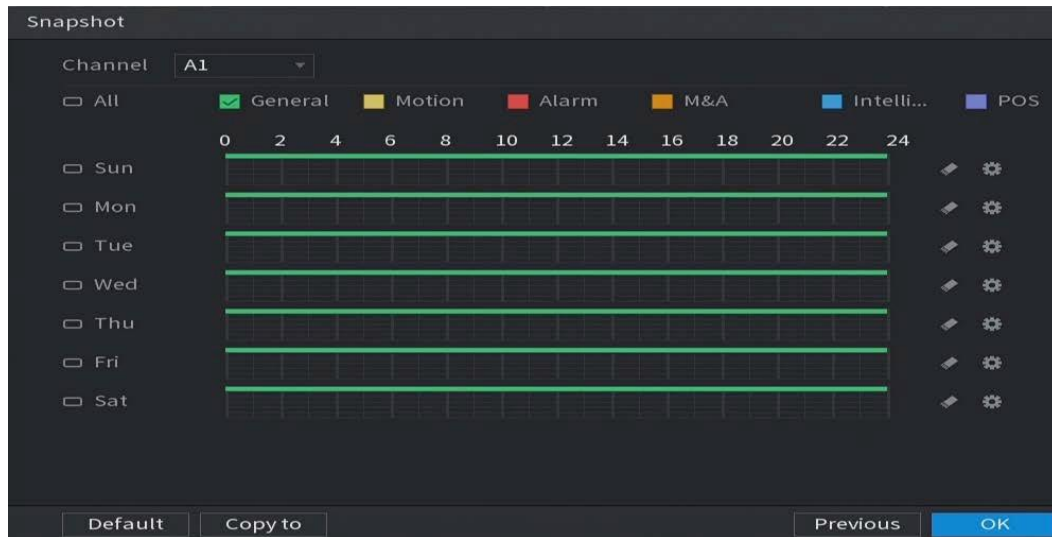 Snapshot
Channel A1
All General Motion Alarm M&A Intelli... POS
0 2 4 6 8 10 12 14 16 18 20 22 24
Sun
Mon
Tue
Wed
Thu
Fri
Sat
Default Copy to Previous OK